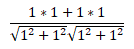 1 * 1 + 1 * 1
√1² + 1²√1² + 1²